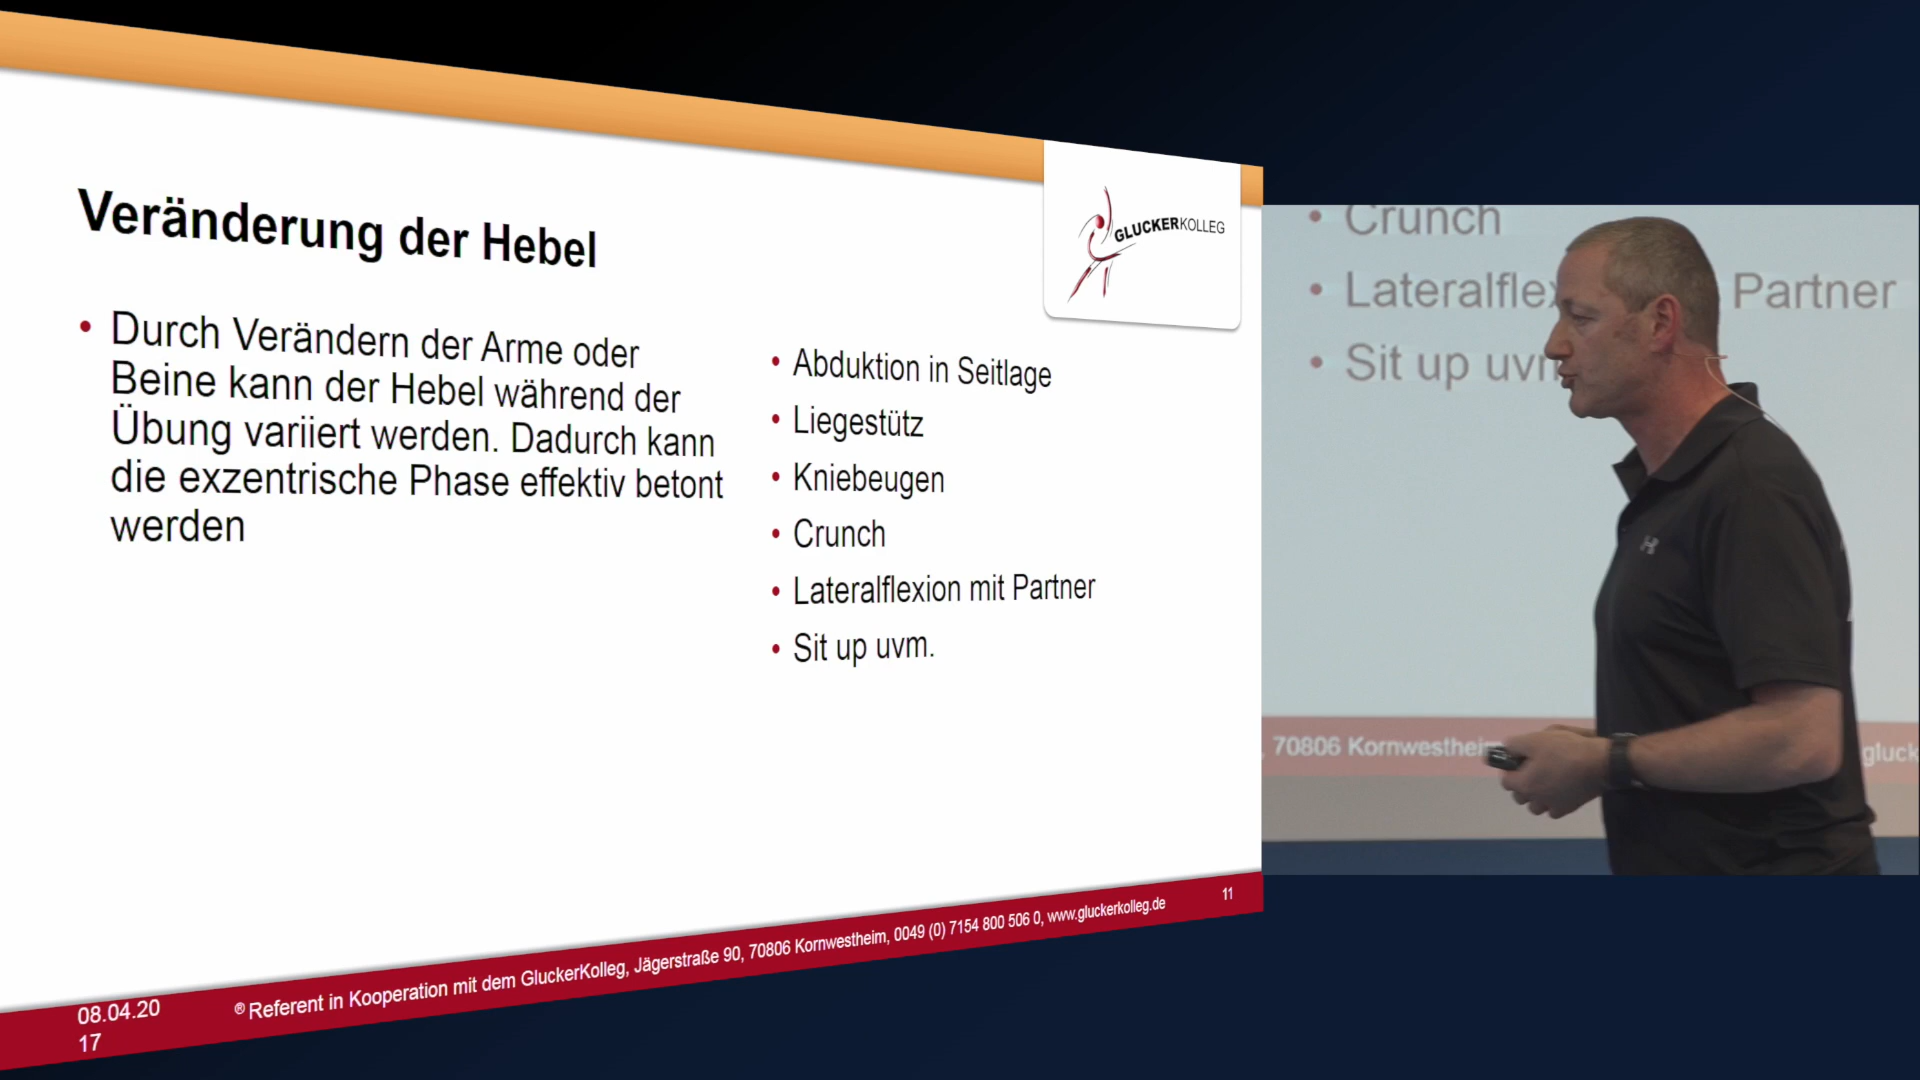 Veränderung der Hebel
GLUCKERKOLLEG
• Durch Verändern der Arme oder
Beine kann der Hebel während der
Übung variiert werden. Dadurch kann
die exzentrische Phase effektiv betont
werden
• Abduktion in Seitlage
• Liegestütz
• Kniebeugen
• Crunch
• Lateralflexion mit Partner
• Sit up uvm.
08.04.20
17
® Referent in Kooperation mit dem GluckerKolleg, Jägerstraße 90, 70806 Kornwestheim, 0049 (0) 7154 800 506 0, www.gluckerkolleg.de
11
• Crunch
• Lateralflex Partner
• Sit up uvm
, 70806 Kornwestheim gluck